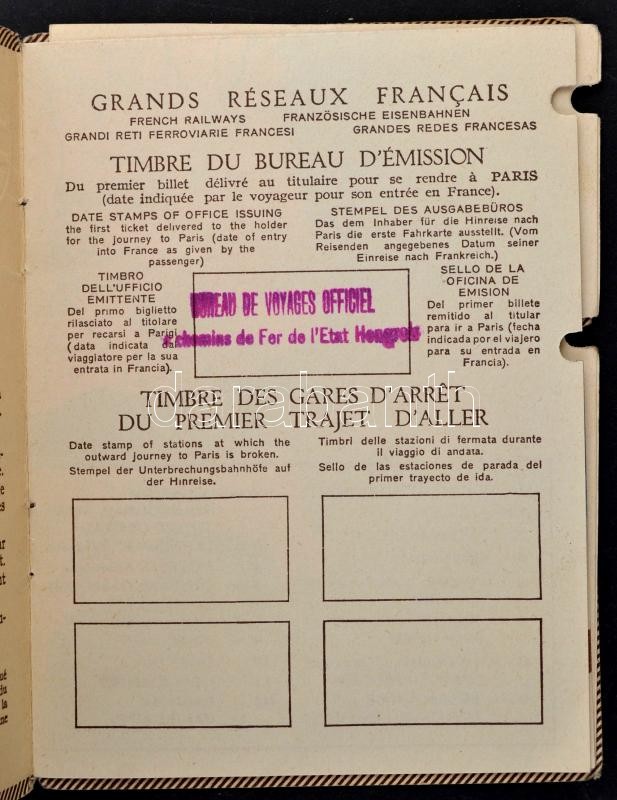 GRANDS RÉSEAUX FRANÇAIS
FRENCH RAILWAYS FRANZÖSISCHE EISENBAHNEN
GRANDI RETI FERROVIARIE FRANCESI GRANDES REDES FRANCESAS
TIMBRE DU BUREAU D'ÉMISSION
Du premier billet délivré au titulaire pour se rendre à PARIS
(date indiquée par le voyageur pour son entrée en France).
DATE STAMPS OF OFFICE ISSUING
the first ticket delivered to the holder
for the journey to Paris (date of entry
into France as given by the
passenger)
STEMPEL DES AUSGABEBÜROS
Das dem Inhaber für die Hinreise nach
Paris die erste Fahrkarte ausstellt. (Vom
Reisenden angegebenes Datum seiner
Einreise nach Frankreich.)
TIMBRO
DELL'UFFICIO
EMITTENTE
Del primo biglietto
rilasciato al titolare
per recarsi a Parigi
(data indicata dal
viaggiatore per la sua
entrata in Francia).
BUREAU DE VOYAGES OFFICIEL
chemins de Fer de l'Etat Hongrois
SELLO DE LA
OFICINA DE
EMISION
Del primer billete
remitido al titular
para ir a Paris (fecha
indicada por el viajero
para su entrada en
Francia).
TIMBRE DES GARES D'ARRÊT
DU PREMIER TRAJET D'ALLER
darabanth
Date stamp of stations at which the
outward journey to Paris is broken.
Stempel der Unterbrechungsbahnhöfe auf
der Hinreise.
Timbri delle stazioni di fermata durante
il viaggio di andata.
Sello de las estaciones de parada del
primer trayecto de ida.